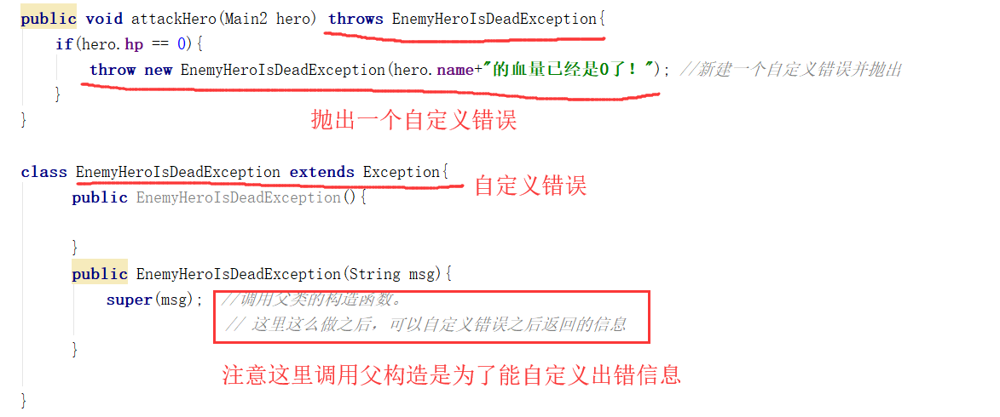 public void attackHero(Main2 hero) throws EnemyHeroIsDeadException{
if(hero.hp == 0){
throw new EnemyHeroIsDeadException(hero.name+"的血量已经是0了！"); //新建一个自定义错误并抛出
}
抛出一个自定义错误
}
class EnemyHeroIsDeadException extends Exception{
自定义错误
public EnemyHeroIsDeadException(){
}
public EnemyHeroIsDeadException(String msg){
super(msg); //调用父类的构造函数。
// 这里这么做之后，可以自定义错误之后返回的信息
}
注意这里调用父构造是为了能自定义出错信息
}